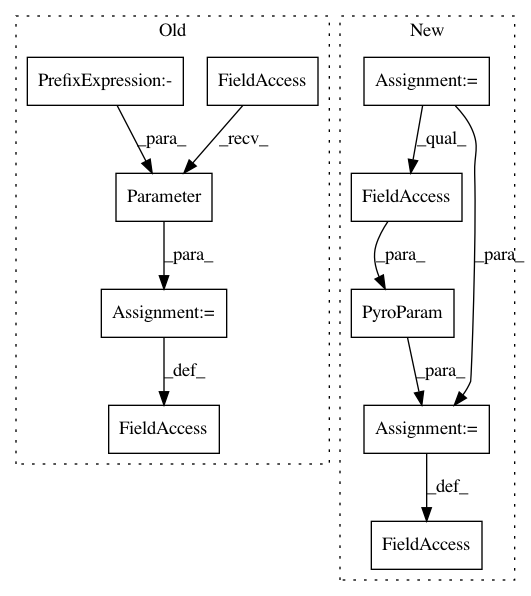 Old
New
PrefixExpression:-
FieldAccess
Assignment:=
_para_
_recv_
_qual_
Parameter
FieldAccess
_para_
_para_
_para_
Assignment:=
PyroParam
_def_
_para_
FieldAccess
Assignment:=
_def_
FieldAccess